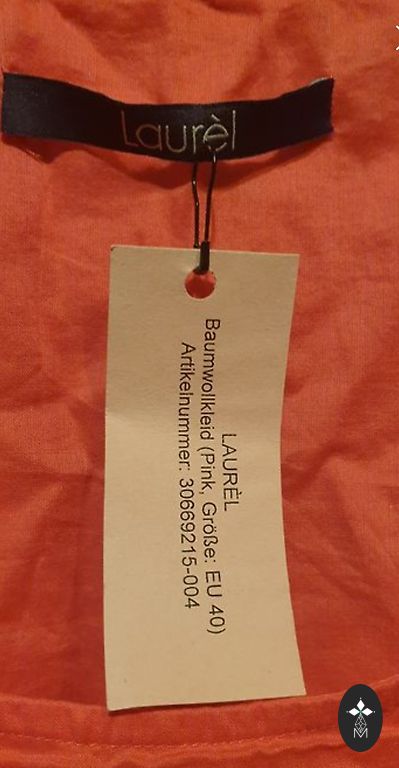 Laurèl
LAURÈL
Baumwollkleid (Pink, Größe: EU 40)
Artikelnummer: 30669215-004
M